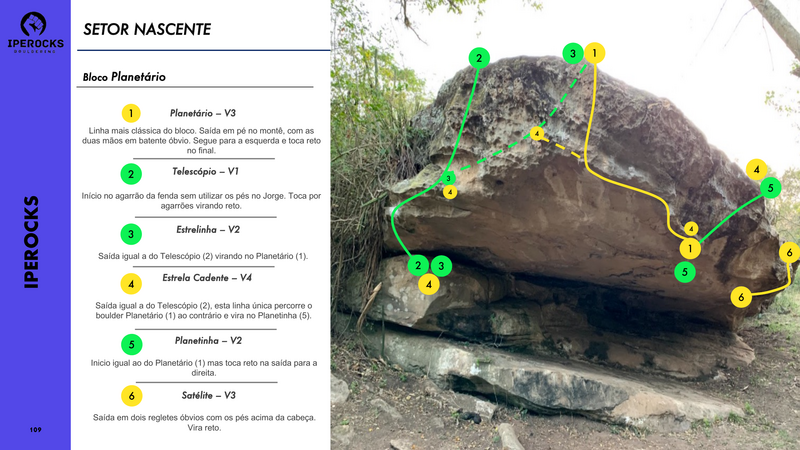 IPEROCKS
BOULDERING
SETOR NASCENTE
Bloco Planetário
1
Planetário – V3
Linha mais clássica do bloco. Saída em pé no montê, com as
duas mãos em batente óbvio. Segue para a esquerda e toca reto
no final.
2
Telescópio – V1
Início no agarrão da fenda sem utilizar os pés no Jorge. Toca por
agarrões virando reto.
3
Estrelinha – V2
Saída igual a do Telescópio (2) virando no Planetário (1).
4
Estrela Cadente – V4
Saída igual a do Telescópio (2), esta linha única percorre o
boulder Planetário (1) ao contrário e vira no Planetinha (5).
5
Planetinha – V2
Inicio igual ao do Planetário (1) mas toca reto na saída para a
direita.
6
Satélite – V3
Saída em dois regletes óbvios com os pés acima da cabeça.
Vira reto.
IPEROCKS
109
2
3 1
4
3
4
4
5
4
1
5
6
2 3
4
6